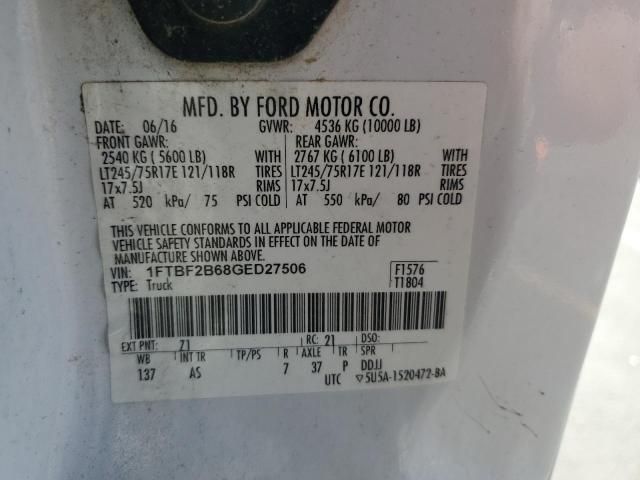 MFD. BY FORD MOTOR CO.
DATE: 06/16 GVWR: 4536 KG (10000 LB)
FRONT GAWR: REAR GAWR:
2540 KG ( 5600 LB) WITH 2767 KG ( 6100 LB) WITH
LT245/75R17E 121/118R TIRES LT245/75R17E 121/118R TIRES
17x7.5J RIMS 17x7.5J RIMS
AT 520 kPa/ 75 PSI COLD AT 550 kPa/ 80 PSI COLD
THIS VEHICLE CONFORMS TO ALL APPLICABLE FEDERAL MOTOR
VEHICLE SAFETY STANDARDS IN EFFECT ON THE DATE OF
MANUFACTURE SHOWN ABOVE.
VIN: 1FTBF2B68GED27506 F1576
TYPE: Truck T1804
EXT PNT: Z1 RC: 21 DSO:
WB INT TR TP/PS R AXLE TR SPR
137 AS 7 37 P DDJJ
UTC ▽5U5A-1520472-BA